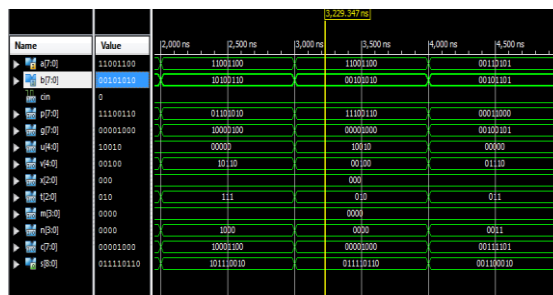 3,229.347 ns
Name Value 2,000 ns 2,500 ns 3,000 ns 3,500 ns 4,000 ns 4,500 ns
a[7:0] 11001100 11001100 11001100 00110101
b[7:0] 00101010 10100110 00101010 00101101
cin 0
p[7:0] 11100110 01101010 11100110 00011000
g[7:0] 00001000 10000100 00001000 00100101
u[4:0] 10010 00000 10010 00000
v[4:0] 00100 10110 00100 01110
x[2:0] 000 000
t[2:0] 010 111 010 011
m[3:0] 0000 0000
n[3:0] 0000 1000 0000 0011
c[7:0] 00001000 10001100 00001000 00111101
s[8:0] 011110110 101110010 011110110 001100010